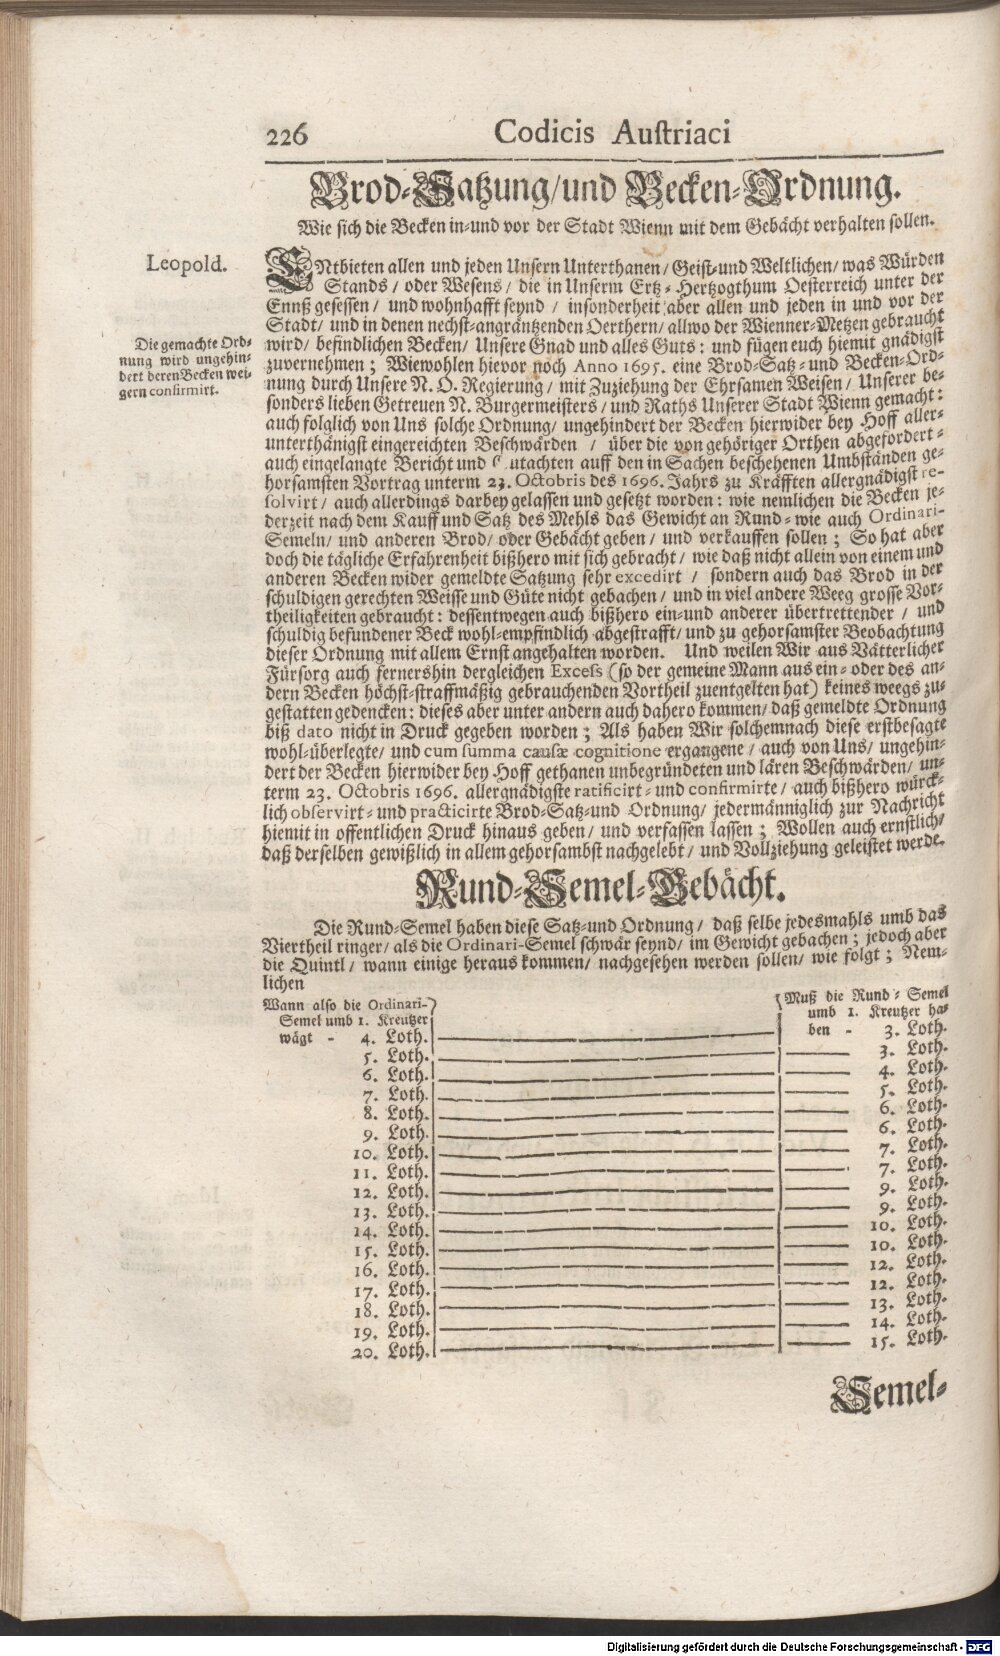 226 Codicis Auſtriaci
Brod-Satzung/und Becken-Ordnung.
Wie ſich die Becken in-und vor der Stadt Wienn mit dem Gebächt verhalten ſollen.
Leopold.
ENtbieten allen und jeden Unſern Unterthanen/ Geiſt-und Weltlichen/ was Würden
Stands/ oder Weſens/ die in Unſerm Ertz-Hertzogthum Oeſterreich unter der
Ennß geſeſſen/ und wohnhafft ſeynd/ inſonderheit aber allen und jeden in und vor der
Stadt/ und in denen nechſt-angräntzenden Oerthern/ allwo der Wienner-Metzen gebraucht
Die gemachte Ord-
nung wird ungehin-
dert deren Becken wei-
gern confirmirt.
wird/ befindlichen Becken/ Unſere Gnad und alles Guts: und fügen euch hiemit gnädigſt
zuvernehmen; Wiewohlen hievor noch Anno 1695. eine Brod-Satz-und Becken-Ord-
nung durch Unſere N. O. Regierung/ mit Zuziehung der Ehrſamen Weiſen/ Unſerer be-
ſonders lieben Getreuen N. Burgermeiſters/ und Raths Unſerer Stadt Wienn gemacht:
auch folglich von Uns ſolche Ordnung/ ungehindert der Becken hierwider bey Hoff aller-
unterthänigſt eingereichten Beſchwärden / über die von gehöriger Orthen abgefordert-
auch eingelangte Bericht und utachten auff den in Sachen beſchehenen Umbſtänden ge-
horſamſten Vortrag unterm 23. Octobris des 1696. Jahrs zu Kräfften allergnädigſt re-
ſolvirt/ auch allerdings darbey gelaſſen und geſetzt worden: wie nemlichen die Becken je-
derzeit nach dem Kauff und Satz des Mehls das Gewicht an Rund-wie auch Ordinari-
Semeln/ und anderen Brod/ oder Gebächt geben/ und verkauffen ſollen; So hat aber
doch die tägliche Erfahrenheit bißhero mit ſich gebracht/ wie daß nicht allein von einem und
anderen Becken wider gemeldte Satzung ſehr excedirt / ſondern auch das Brod in der
ſchuldigen gerechten Weiſſe und Güte nicht gebachen/ und in viel andere Weeg groſſe Vor-
theiligkeiten gebraucht: deſſentwegen auch bißhero ein-und anderer übertrettender / und
ſchuldig befundener Beck wohl-empfindlich abgeſtrafft/ und zu gehorſamſter Beobachtung
dieſer Ordnung mit allem Ernſt angehalten worden. Und weilen Wir aus Vätterlicher
Fürſorg auch fernershin dergleichen Exceſs (ſo der gemeine Mann aus ein-oder des an-
dern Becken höchſt-ſtraffmäßig gebrauchenden Vortheil zuentgelten hat) keines weegs zu-
geſtatten gedencken: dieſes aber unter andern auch dahero kommen/ daß gemeldte Ordnung
biß dato nicht in Druck gegeben worden; Als haben Wir ſolchemnach dieſe erſtbeſagte
wohl-überlegte/ und cum ſumma cauſæ cognitione ergangene/ auch von Uns/ ungehin-
dert der Becken hierwider bey Hoff gethanen unbegründeten und lären Beſchwärden/ un-
term 23. Octobris 1696. allergnädigſte ratificirt-und confirmirte/ auch bißhero würck-
lich obſervirt-und practicirte Brod-Satz-und Ordnung/ jedermänniglich zur Nachricht
hiemit in offentlichen Druck hinaus geben/ und verfaſſen laſſen; Wollen auch ernſtlich/
daß derſelben gewißlich in allem gehorſambſt nachgelebt/ und Vollziehung geleiſtet werde.
Rund-Semel-Gebächt.
Die Rund-Semel haben dieſe Satz-und Ordnung/ daß ſelbe jedesmahls umb das
Viertheil ringer/ als die Ordinari-Semel ſchwär ſeynd/ im Gewicht gebachen; jedoch aber
die Quintl/ wann einige heraus kommen/ nachgeſehen werden ſollen/ wie folgt; Nem-
lichen
Wann alſo die Ordinari- Muß die Rund-Semel
Semel umb 1. Kreutzer umb 1. Kreutzer ha-
wägt - 4. Loth. ben - 3. Loth.
5. Loth. 3. Loth.
6. Loth. 4. Loth.
7. Loth. 5. Loth.
8. Loth. 6. Loth.
9. Loth. 6. Loth.
10. Loth. 7. Loth.
11. Loth. 7. Loth.
12. Loth. 9. Loth.
13. Loth. 9. Loth.
14. Loth. 10. Loth.
15. Loth. 10. Loth.
16. Loth. 12. Loth.
17. Loth. 12. Loth.
18. Loth. 13. Loth.
19. Loth. 14. Loth.
20. Loth. 15. Loth.
Semel-
Digitalisierung gefördert durch die Deutsche Forschungsgemeinschaft - DFG